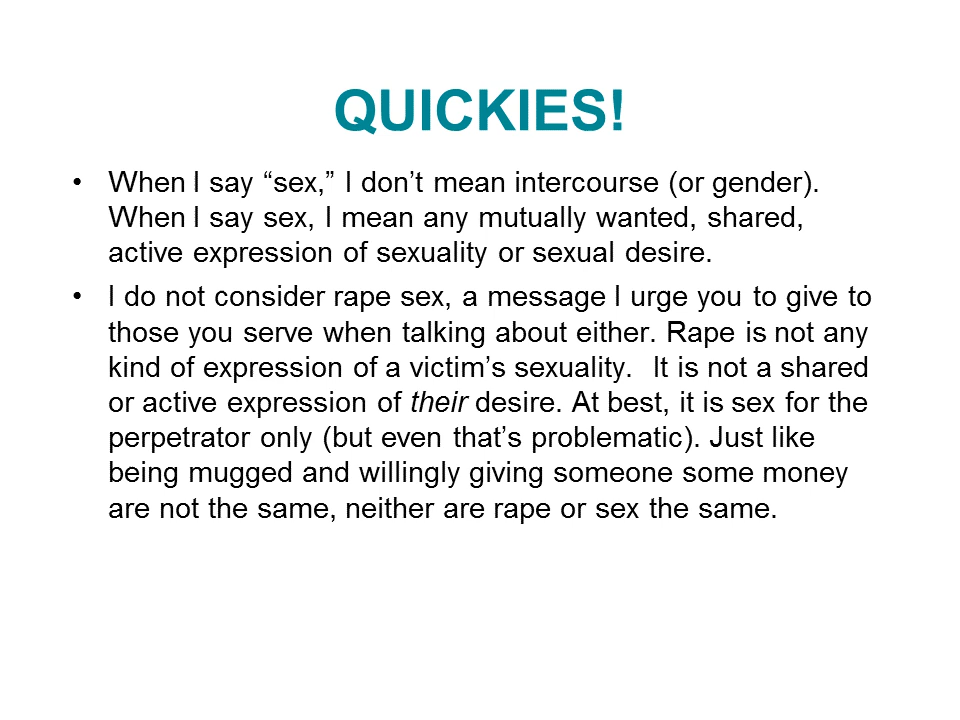 QUICKIES!
• When I say “sex,” I don’t mean intercourse (or gender).
When I say sex, I mean any mutually wanted, shared,
active expression of sexuality or sexual desire.
• I do not consider rape sex, a message I urge you to give to
those you serve when talking about either. Rape is not any
kind of expression of a victim’s sexuality.  It is not a shared
or active expression of their desire. At best, it is sex for the
perpetrator only (but even that’s problematic). Just like
being mugged and willingly giving someone some money
are not the same, neither are rape or sex the same.